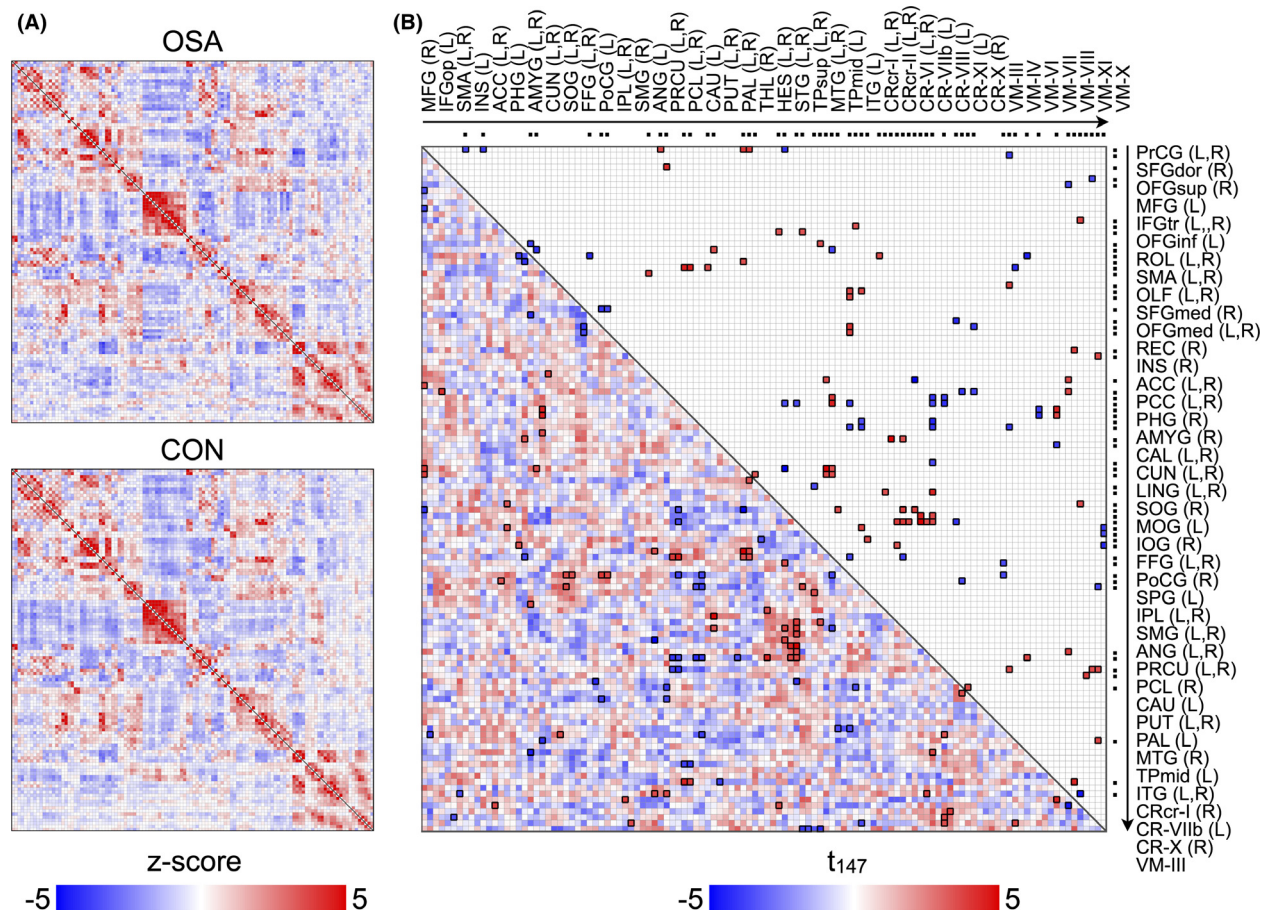 (A)
OSA
CON
z-score
-5
5
(B)
MFG (R)
IFGop (L)
SMA (L,R)
INS (L)
ACC (L,R)
PHG (L,R)
AMYG (L,R)
CUN (L,R)
SOG (L,R)
FFG (L,R)
PoCG (L)
IPL (L,R)
SMG (R)
ANG (L)
PRCU (L,R)
PCL (L,R)
CAU (L)
PUT (L,R)
PAL (L,R)
THL (R)
HES (L,R)
STG (L,R)
TPsup (L,R)
MTG (L,R)
TPmid (L)
ITG (L)
CRcr-I (L,R)
CRcr-II (L,R)
CR-VI (L,R)
CR-VIIb (L)
CR-VIII (L)
CR-XI (L)
CR-X (R)
VM-III
VM-IV
VM-VI
VM-VII
VM-VIII
VM-XI
VM-X
PrCG (L,R)
SFGdor (R)
OFGsup (R)
MFG (L)
IFGtr (L,,R)
OFGinf (L)
ROL (L,R)
SMA (L,R)
OLF (L,R)
SFGmed (R)
OFGmed (L,R)
REC (R)
INS (R)
ACC (L,R)
PCC (L,R)
PHG (R)
AMYG (R)
CAL (L,R)
CUN (L,R)
LING (L,R)
SOG (R)
MOG (L)
IOG (R)
FFG (L,R)
PoCG (R)
SPG (L)
IPL (L,R)
SMG (L,R)
ANG (L,R)
PRCU (L,R)
PCL (R)
CAU (L)
PUT (L,R)
PAL (L)
MTG (R)
TPmid (L)
ITG (L,R)
CRcr-I (R)
CR-VIIb (L)
CR-X (R)
VM-III
t147
-5
5